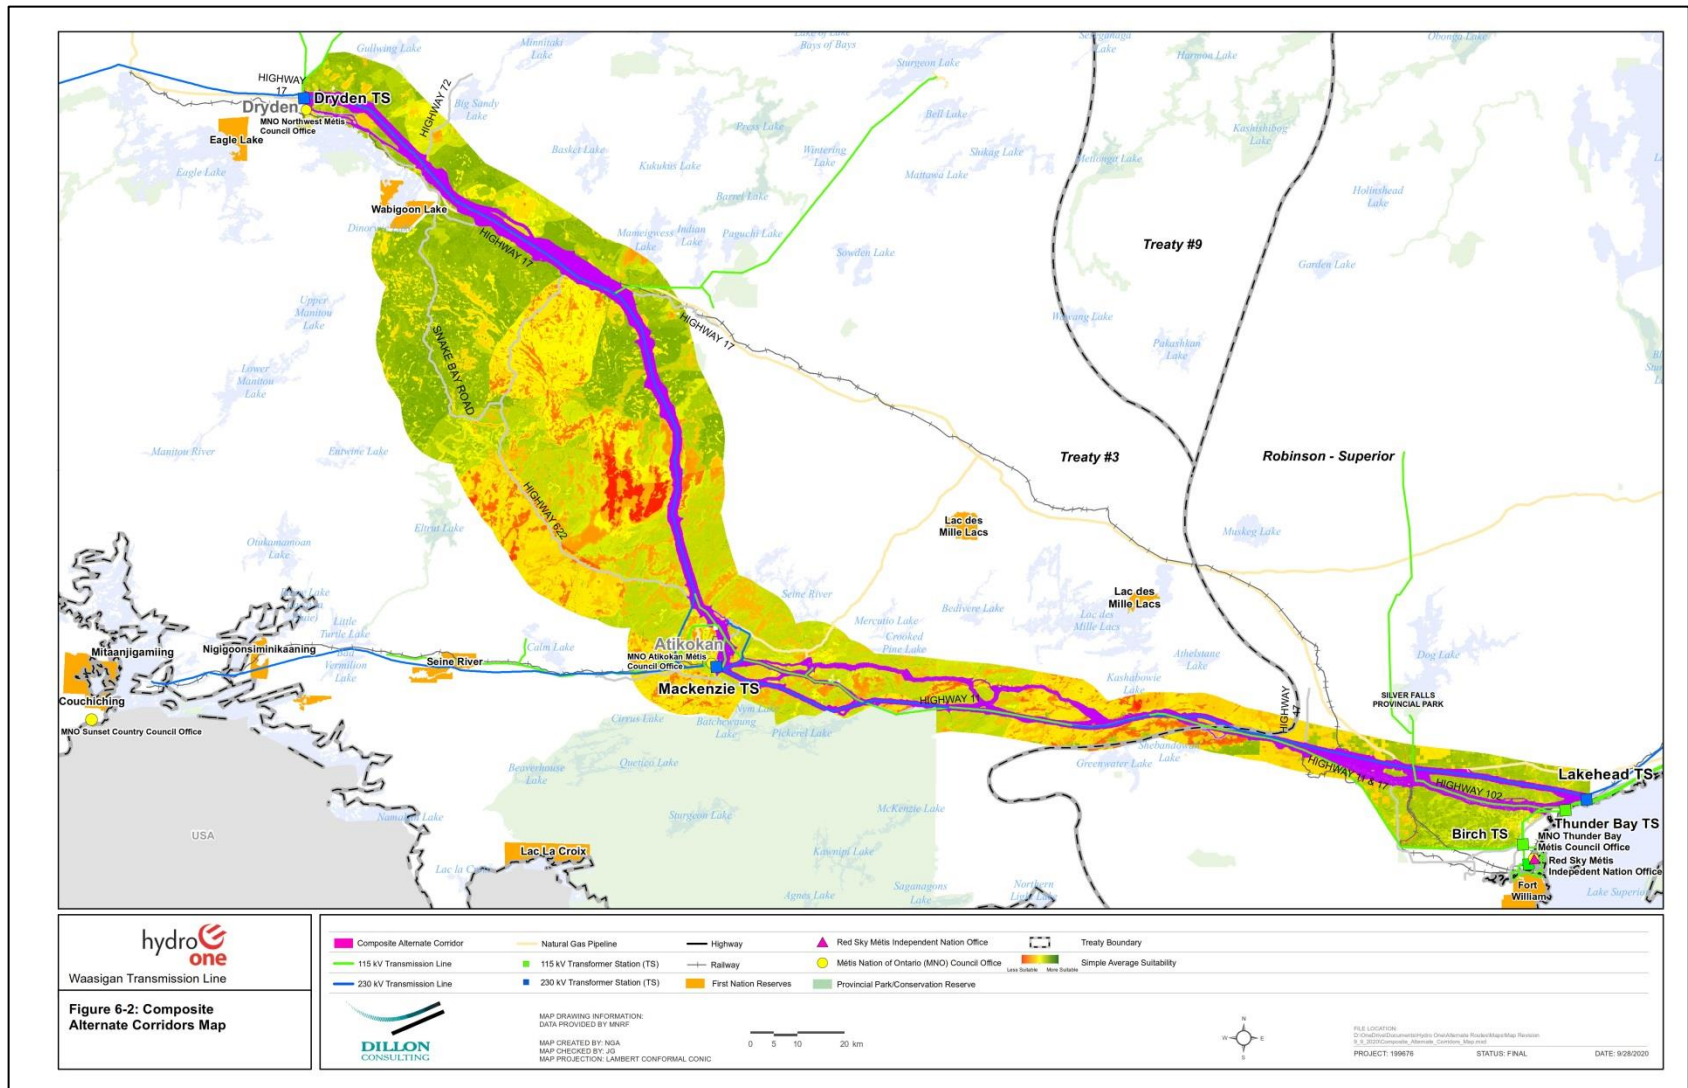 Gullwing Lake
Minnitaki
Lake
Bays of Bays
Sturgeon Lake
Lake
Harmon Lake
Obonga Lake
HIGHWAY
17
Dryden
Dryden TS
MNO Northwest Métis
Council Office
HIGHWAY 72
Big Sandy
Lake
Eagle Lake
Eagle Lake
Basket Lake
Kukukus Lake
Press Lake
Wintering
Lake
Bell Lake
Shikag Lake
Mattawa Lake
Metionga Lake
Kashishibog
Lake
Holinshead
Lake
Wabigoon Lake
HIGHWAY 17
Barrel Lake
Mameigwess
Lake
Indian
Lake
Paguchi Lake
Sowden Lake
Treaty #9
Garden Lake
Upper
Manitou
Lake
HIGHWAY 17
Pakashkan
Lake
SNAKE BAY ROAD
Lower
Manitou
Lake
Manitou River
Entwine Lake
Treaty #3
Robinson - Superior
HIGHWAY 622
Eltrut Lake
Otukamamoan
Lake
Lac des
Mille Lacs
Muskeg Lake
Seine River
Lac des
Mille Lacs
Lac des
Mille Lacs
Bedivere Lake
Mercutio Lake
Crooked
Pine Lake
Little
Turtle Lake
Bad
Vermilion
Lake
Calm Lake
Mitaanjigamiing
Nigigoonsiminikaaning
Seine River
Atikokan
MNO Atikokan Métis
Council Office
Mackenzie TS
Athelstane
Lake
Dog Lake
Kashabowie
Lake
HIGHWAY 11
HIGHWAY
SILVER FALLS
PROVINCIAL PARK
Couchiching
MNO Sunset Country Council Office
Cirrus Lake
Nym Lake
Batchewaung
Lake
Pickerel Lake
Shebandowan
Lake
Greenwater Lake
Beaverhouse
Lake
Quetico Lake
HIGHWAY 11 & 17
HIGHWAY 102
Lakehead TS
Thunder Bay TS
Birch TS
MNO Thunder Bay
Métis Council Office
Red Sky Métis
Indepedent Nation Office
Fort
William
Lake Superior
USA
Namakan Lake
Sturgeon Lake
McKenzie Lake
Kawnipi Lake
Lac La Croix
Agnes Lake
Saganagons
Lake
Northern
Light Lake
hydro
one
Waasigan Transmission Line
Figure 6-2: Composite
Alternate Corridors Map
Composite Alternate Corridor
Natural Gas Pipeline
Highway
Red Sky Métis Independent Nation Office
Treaty Boundary
115 kV Transmission Line
115 kV Transformer Station (TS)
Railway
Métis Nation of Ontario (MNO) Council Office
Less Suitable
More Suitable
Simple Average Suitability
230 kV Transmission Line
230 kV Transformer Station (TS)
First Nation Reserves
Provincial Park/Conservation Reserve
DILLON
CONSULTING
MAP DRAWING INFORMATION:
DATA PROVIDED BY MNRF
MAP CREATED BY: NGA
MAP CHECKED BY: JG
MAP PROJECTION: LAMBERT CONFORMAL CONIC
0 5 10 20 km
N
W E
S
FILE LOCATION:
PROJECT: 199676
STATUS: FINAL
DATE: 9/28/2020